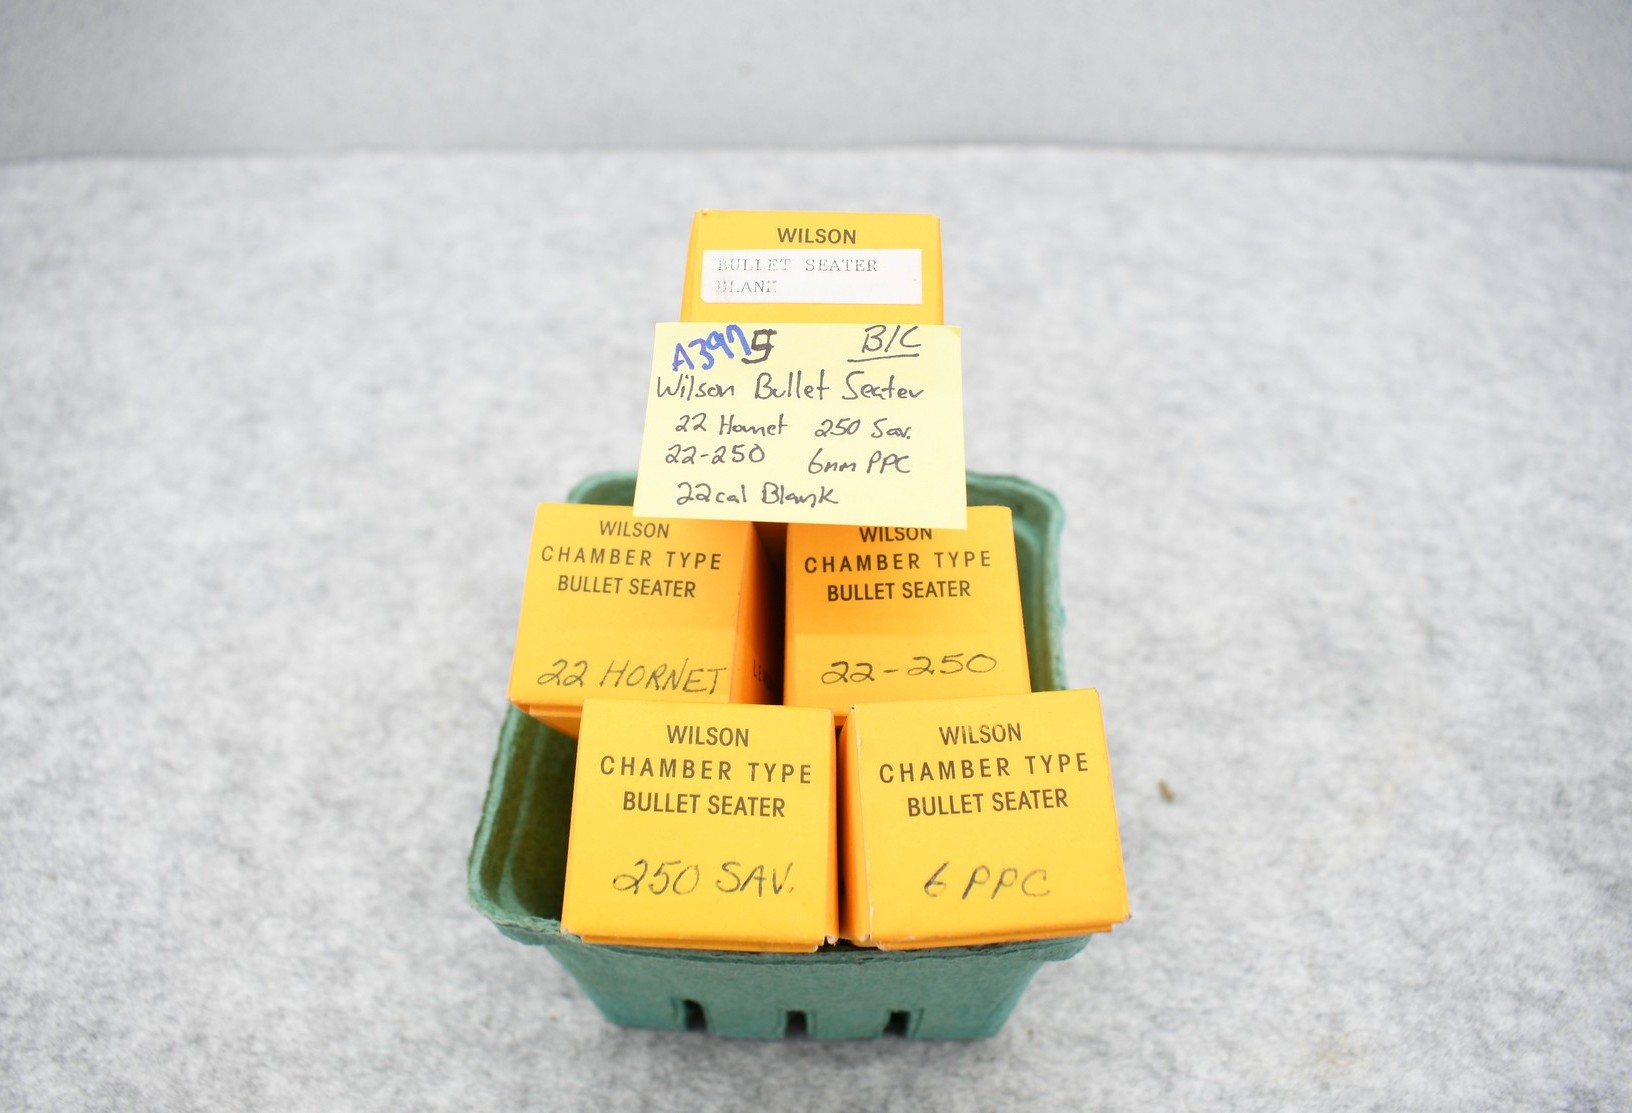 WILSON
BULLET SEATER
BLANK
A3975 B/C
Wilson Bullet Seater
22 Hornet 250 Sav.
22-250 6mm PPC
22 cal Blank
WILSON
CHAMBER TYPE
BULLET SEATER
22 HORNET
WILSON
CHAMBER TYPE
BULLET SEATER
22-250
WILSON
CHAMBER TYPE
BULLET SEATER
250 SAV.
WILSON
CHAMBER TYPE
BULLET SEATER
6 PPC